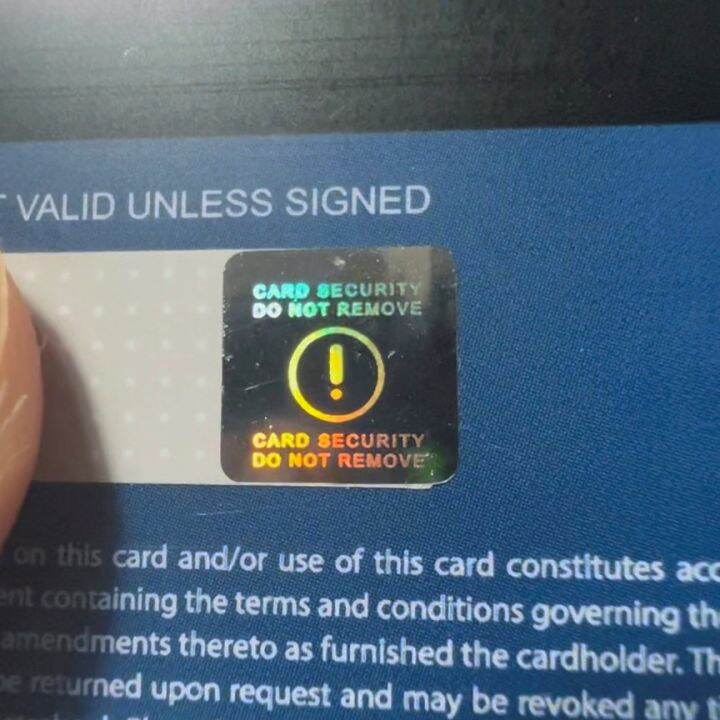 VALID UNLESS SIGNED
CARD SECURITY
DO NOT REMOVE
!
CARD SECURITY
DO NOT REMOVE
on this card and/or use of this card constitutes
containing the terms and conditions governing
amendments thereto as furnished the cardholder.
returned upon request and may be revoked any